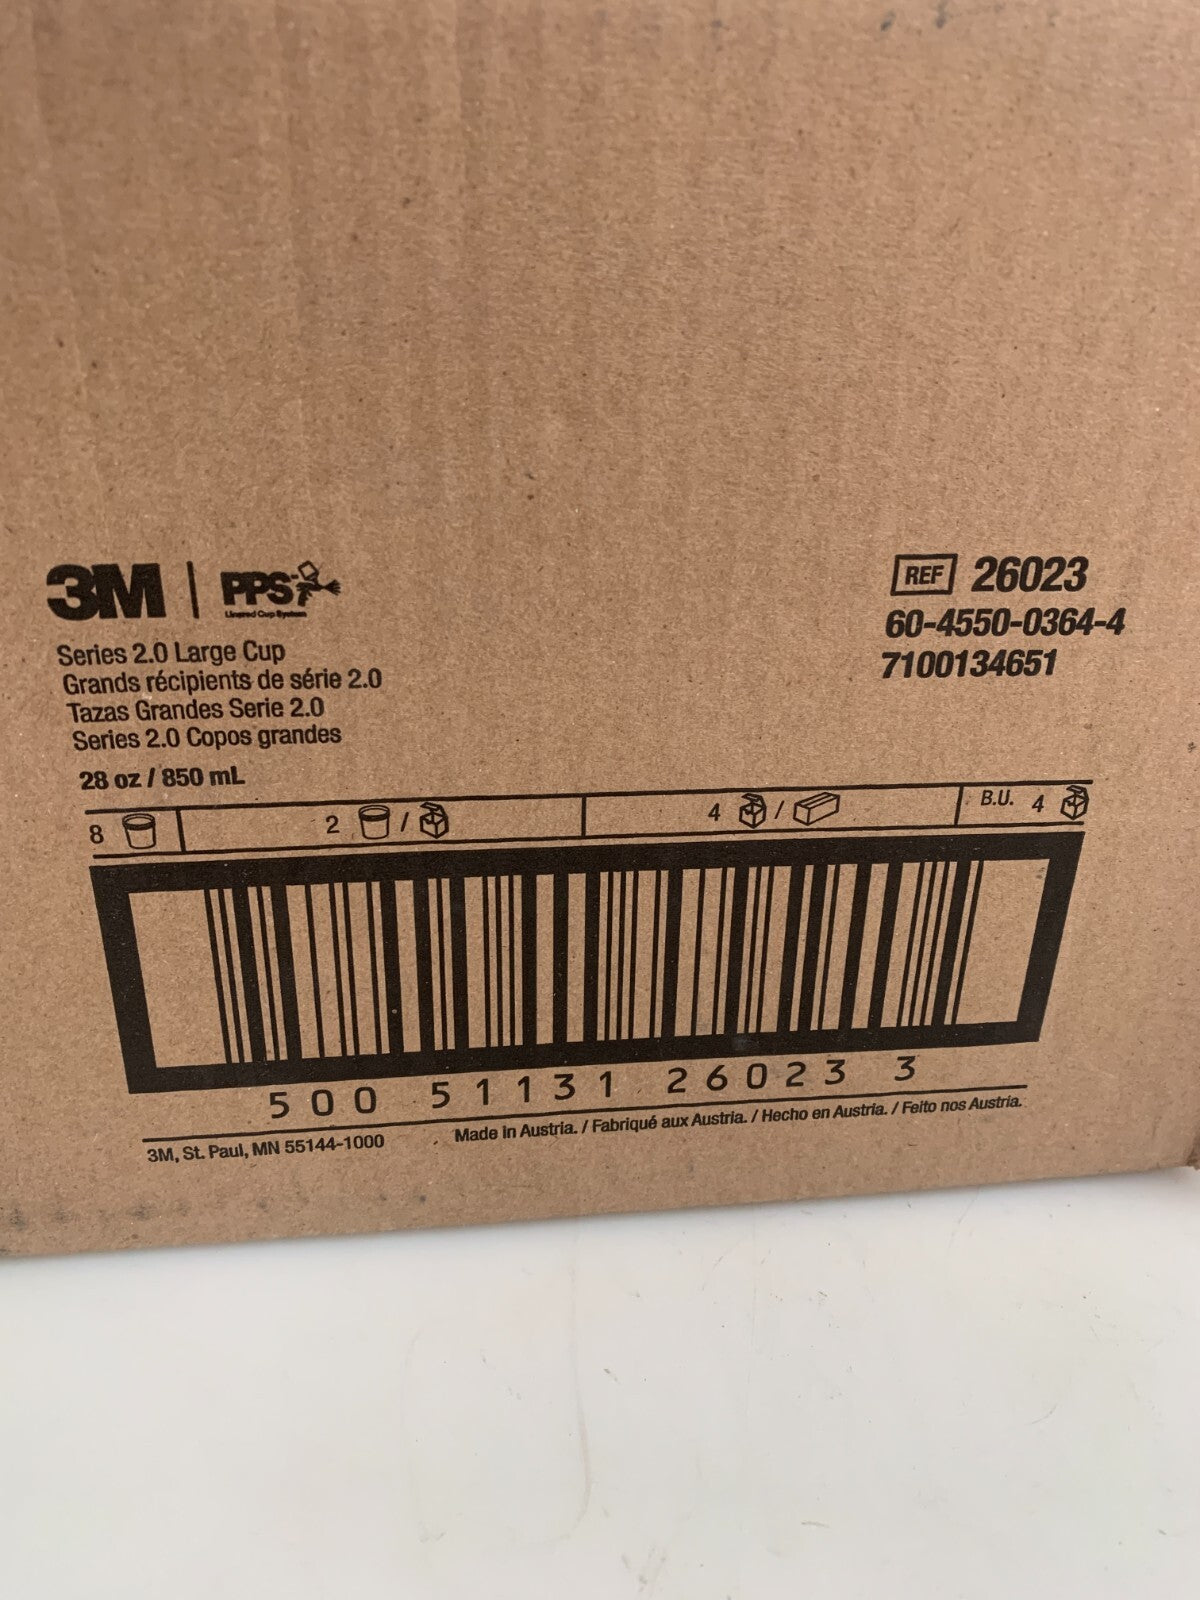 3M | PPS
Linered Cup System
Series 2.0 Large Cup
Grands récipients de série 2.0
Tazas Grandes Serie 2.0
Series 2.0 Copos grandes
28 oz / 850 mL
REF 26023
60-4550-0364-4
7100134651
8 2 / 4 / B.U. 4
500 51131 26023 3
3M, St. Paul, MN 55144-1000
Made in Austria. / Fabriqué aux Austria. / Hecho en Austria. / Feito nos Austria.